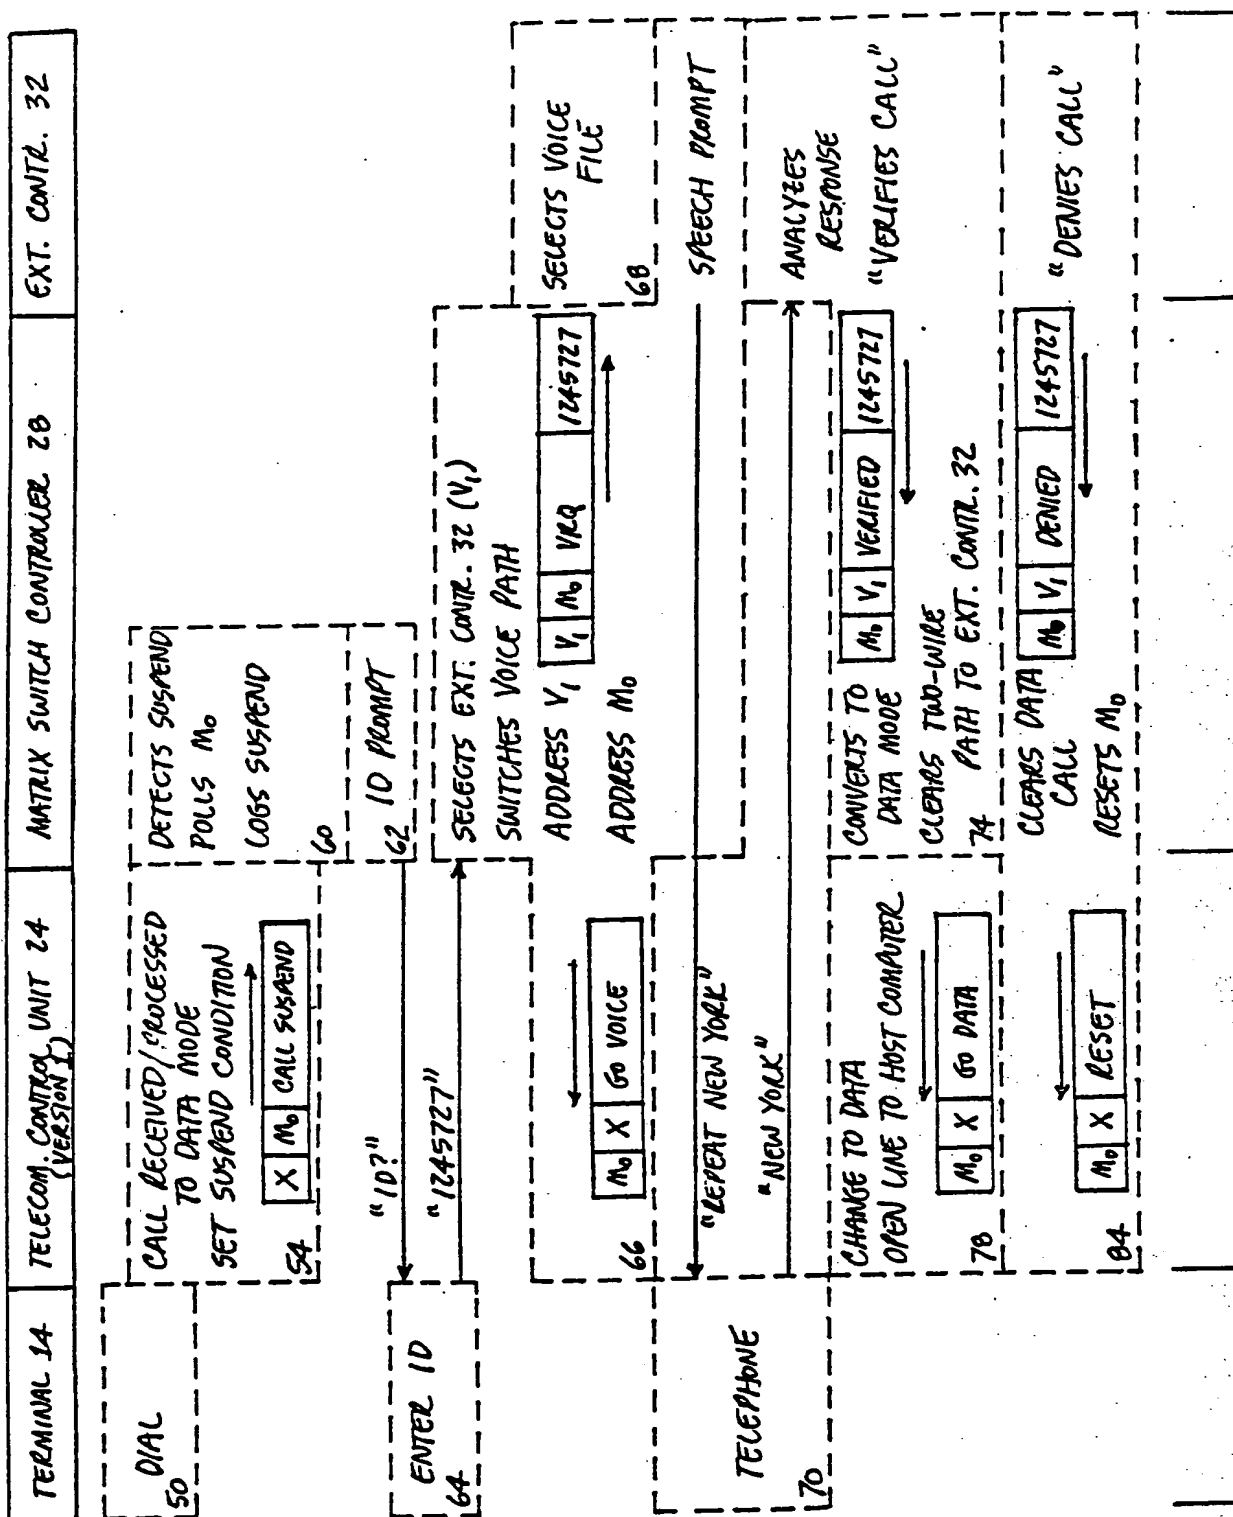 TERMINAL 14
TELECOM. CONTROL UNIT 24
(VERSION 1)
MATRIX SWITCH CONTROLLER 28
EXT. CONTR. 32
DIAL
50
CALL RECEIVED/PROCESSED
TO DATA MODE
SET SUSPEND CONDITION
X M₀ CALL SUSPEND
54
DETECTS SUSPEND
POLLS M₀
LOGS SUSPEND
60
ID PROMPT
62
"ID?"
ENTER ID
64
"1245727"
SELECTS EXT. CONTR. 32 (V₁)
SWITCHES VOICE PATH
ADDRESS V₁
V₁ M₀ VRQ 1245727
ADDRESS M₀
SELECTS VOICE
FILE
68
M₀ X GO VOICE
66
SPEECH PROMPT
"REPEAT NEW YORK"
TELEPHONE
70
"NEW YORK"
ANALYZES
RESPONSE
"VERIFIES CALL"
CONVERTS TO
DATA MODE
M₀ V₁ VERIFIED 1245727
CLEARS TWO-WIRE
PATH TO EXT. CONTR. 32
74
CHANGE TO DATA
OPEN LINE TO HOST COMPUTER
M₀ X GO DATA
78
"DENIES CALL"
CLEARS DATA
CALL
M₀ V₁ DENIED 1245727
RESETS M₀
M₀ X RESET
84